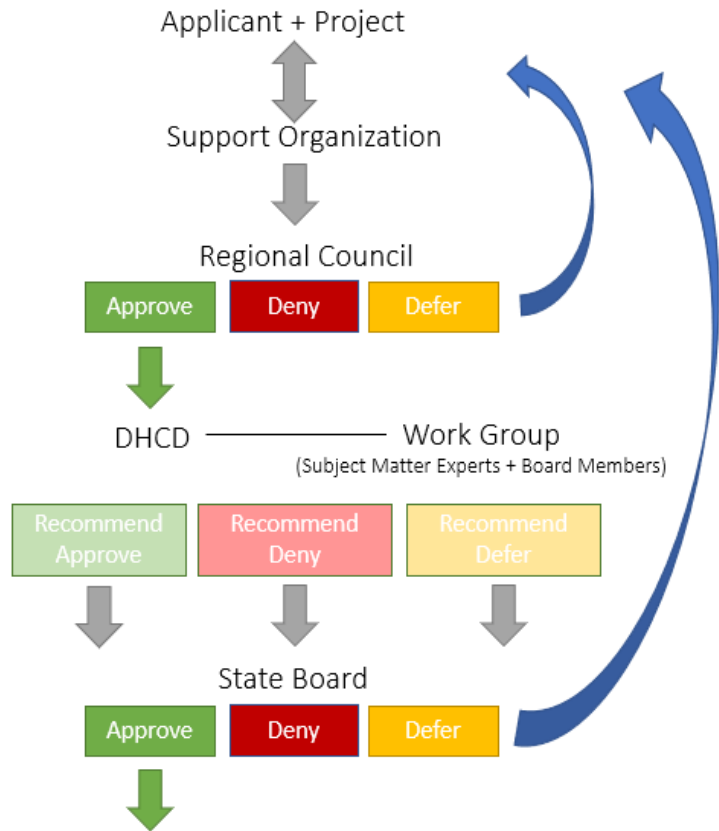 Applicant + Project
Support Organization
Regional Council
Approve
Deny
Defer
DHCD
Work Group
(Subject Matter Experts + Board Members)
Recommend
Approve
Recommend
Deny
Recommend
Defer
State Board
Approve
Deny
Defer